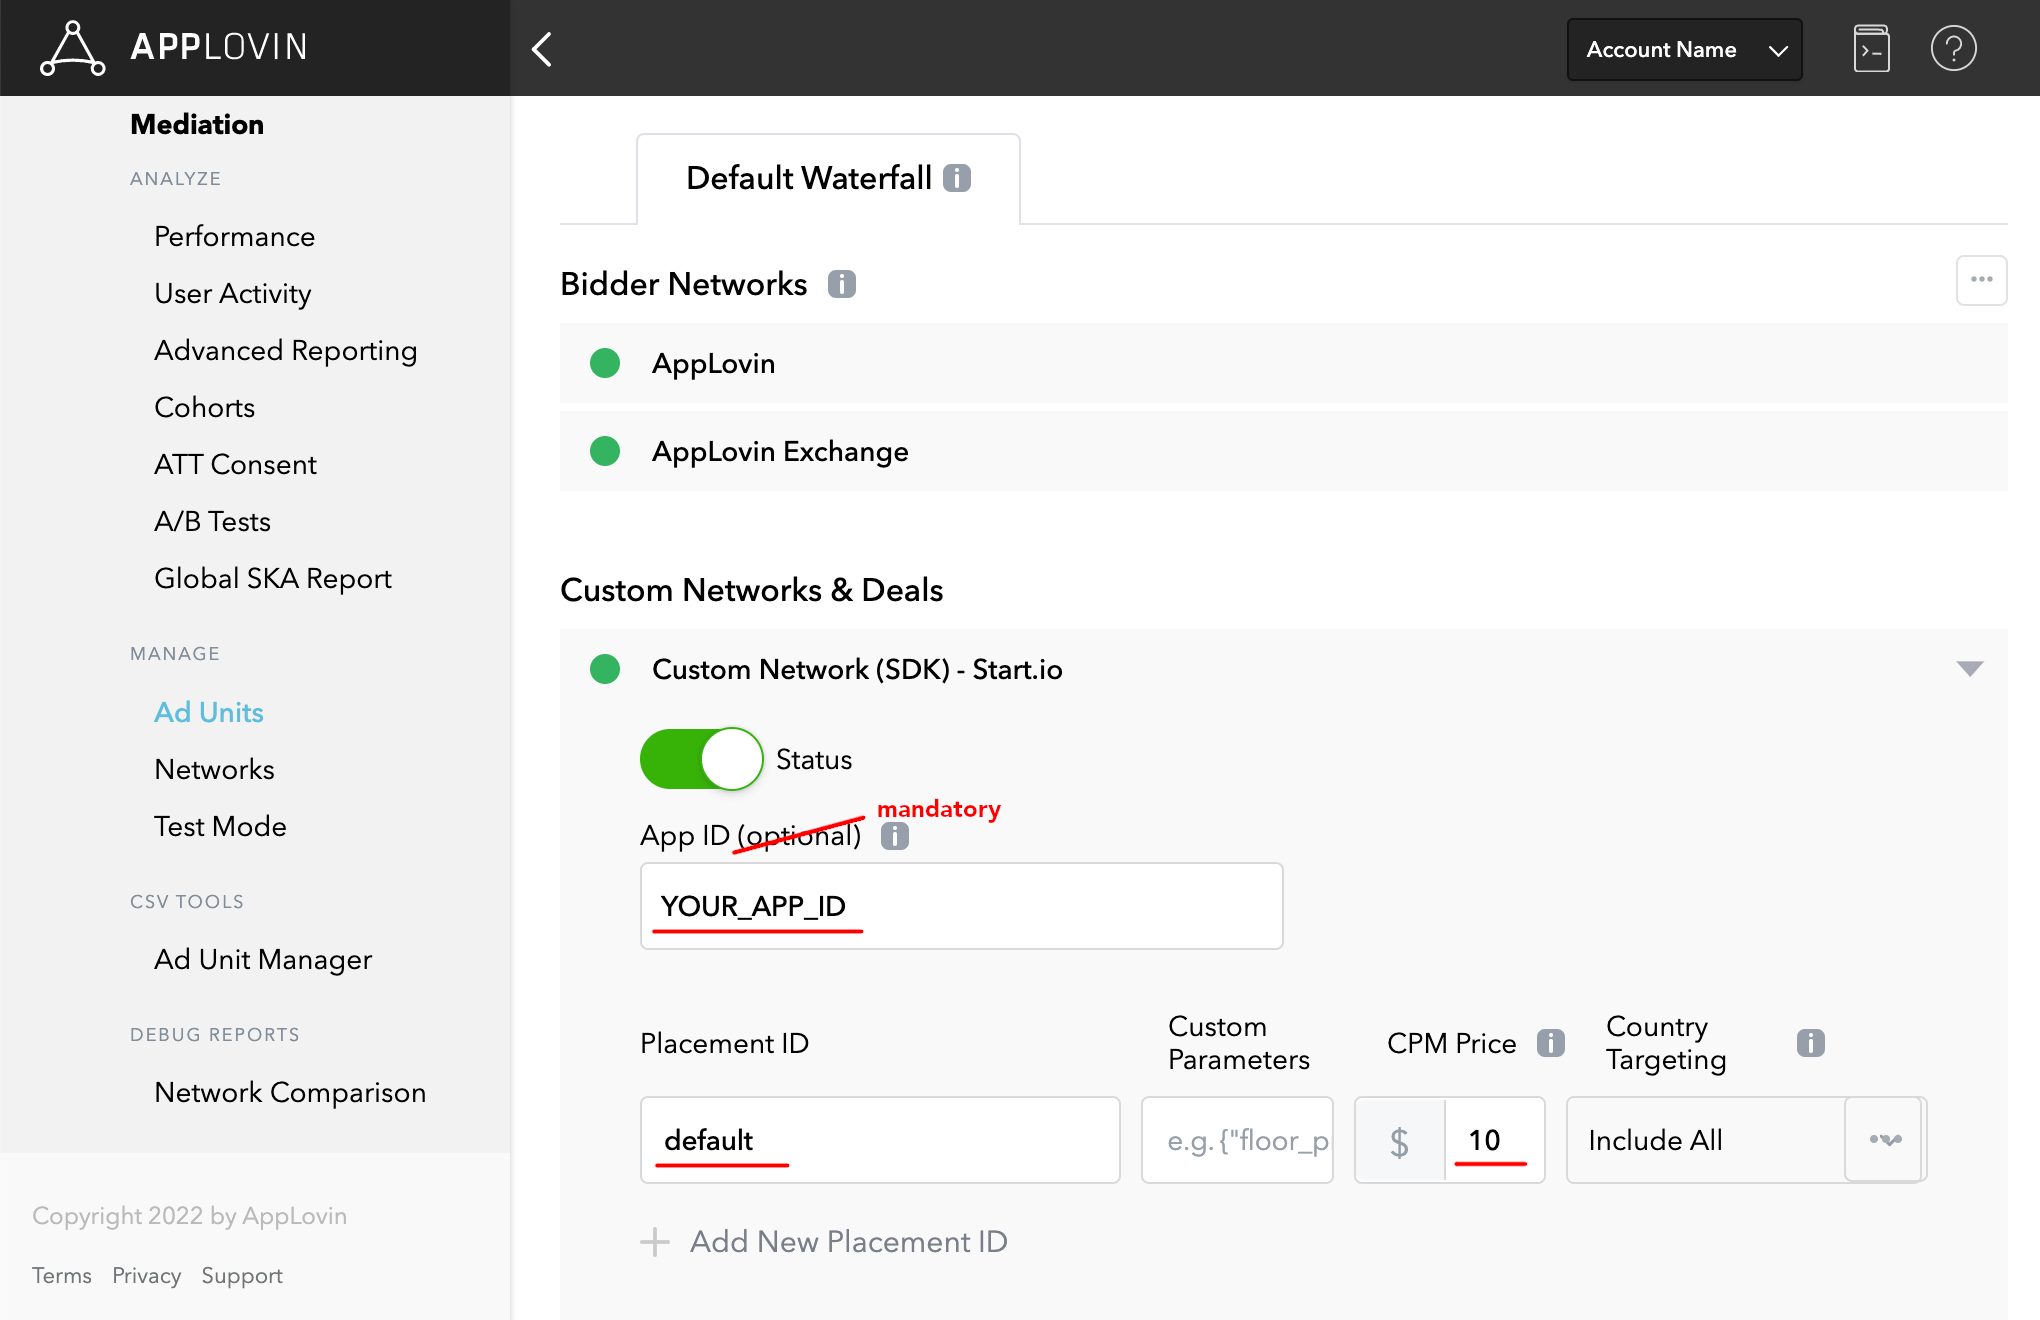 APPLOVIN
Account Name
Mediation
ANALYZE
Performance
User Activity
Advanced Reporting
Cohorts
ATT Consent
A/B Tests
Global SKA Report
MANAGE
Ad Units
Networks
Test Mode
CSV TOOLS
Ad Unit Manager
DEBUG REPORTS
Network Comparison
Copyright 2022 by AppLovin
Terms Privacy Support
Default Waterfall
Bidder Networks
AppLovin
AppLovin Exchange
Custom Networks & Deals
Custom Network (SDK) - Start.io
Status
mandatory
App ID (optional)
YOUR_APP_ID
Placement ID
Custom Parameters
CPM Price
Country Targeting
default
e.g. {"floor_p
$ 10
Include All
Add New Placement ID